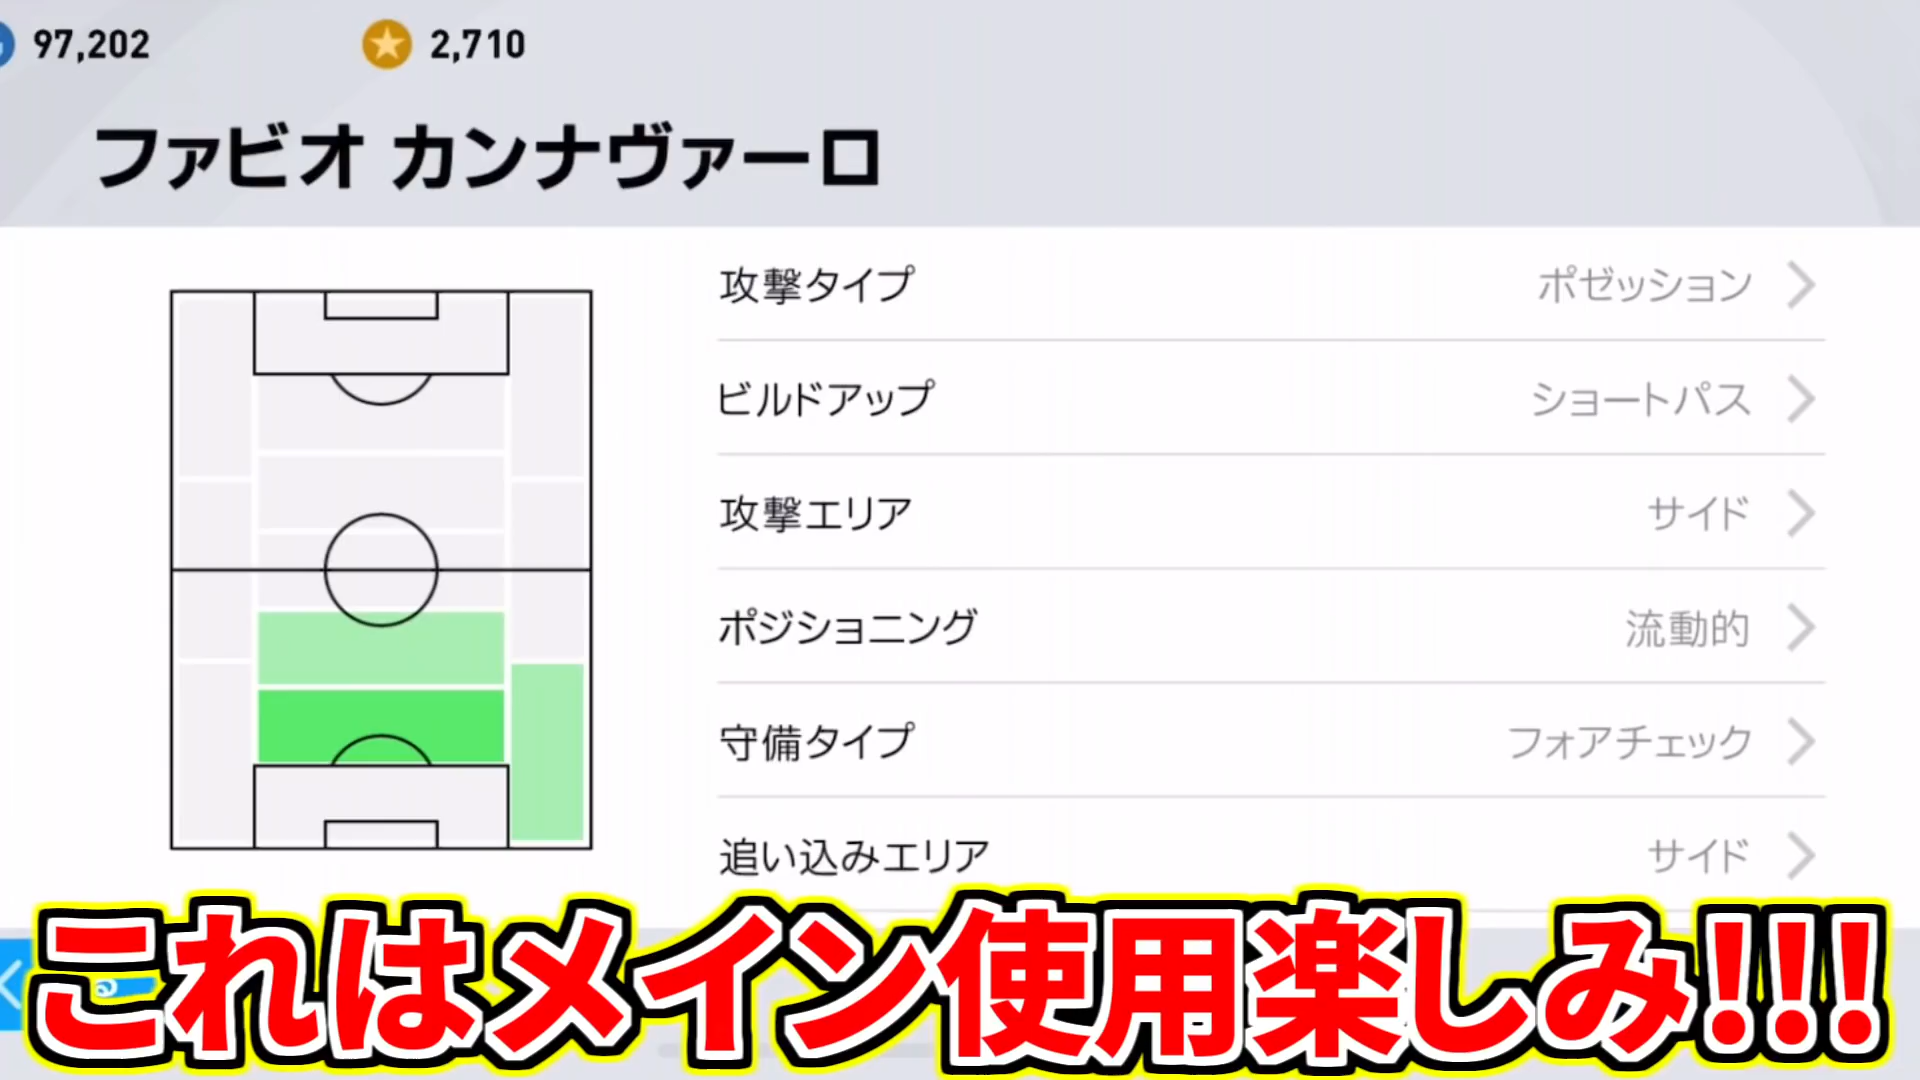 97,202 2,710
ファビオ カンナヴァーロ
攻撃タイプ ポゼッション
ビルドアップ ショートパス
攻撃エリア サイド
ポジショニング 流動的
守備タイプ フォアチェック
追い込みエリア サイド
これはメイン使用楽しみ!!!